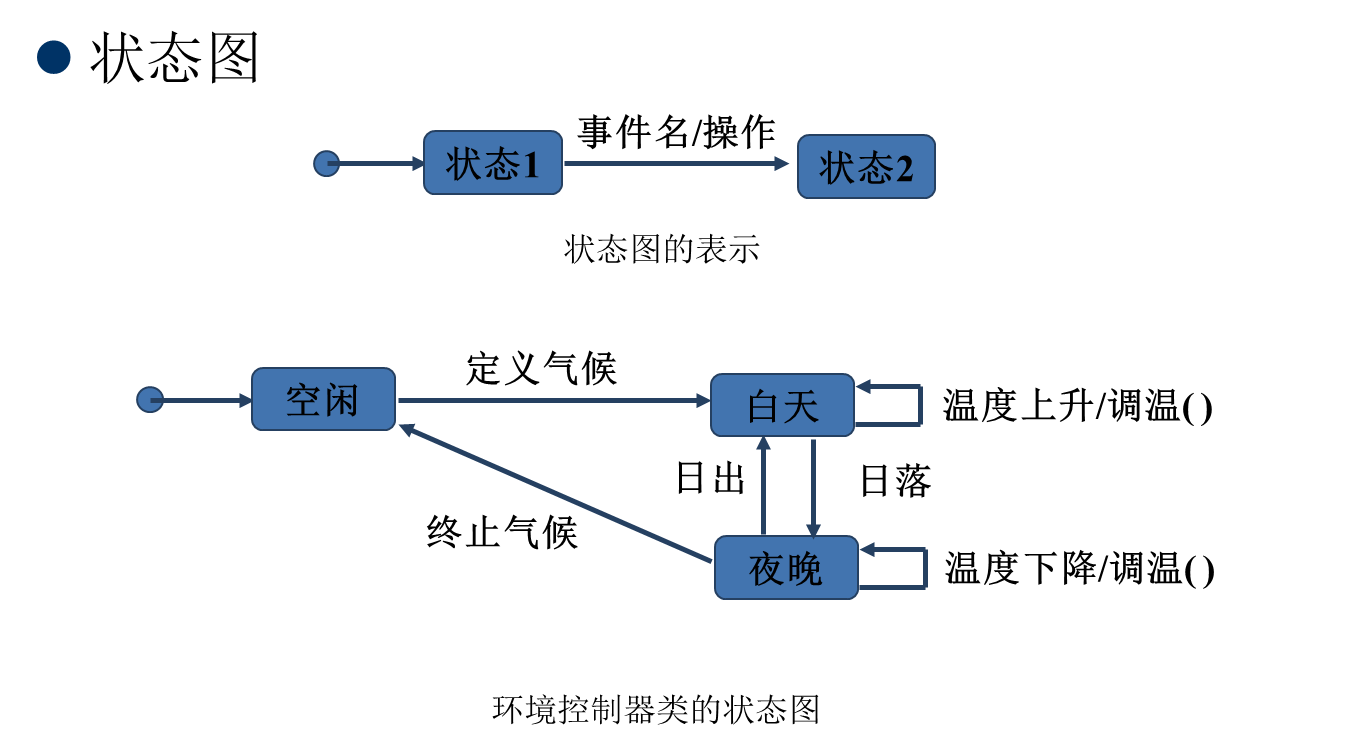 状态图
事件名/操作
状态1
状态2
状态图的表示
定义气候
空闲
白天
温度上升/调温()
日出
日落
终止气候
夜晚
温度下降/调温()
环境控制器类的状态图